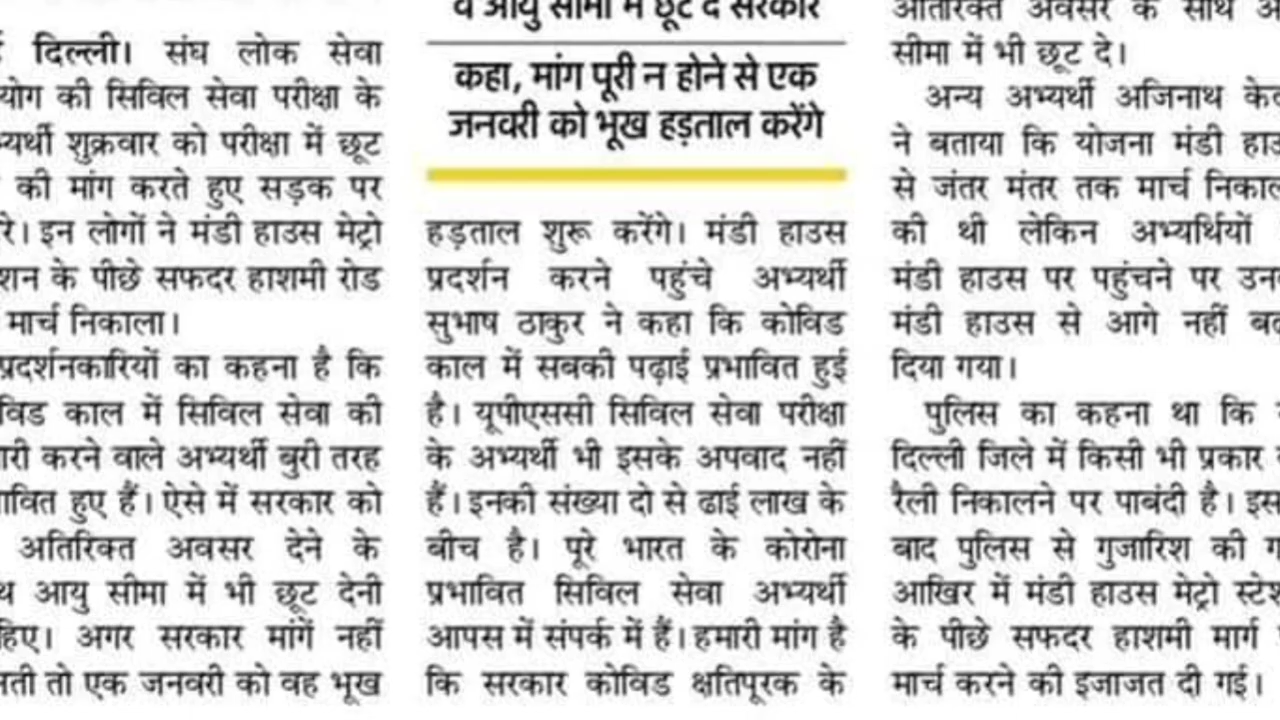 दिल्ली। संघ लोक सेवा
की सिविल सेवा परीक्षा के
शुक्रवार को परीक्षा में छूट
की मांग करते हुए सड़क पर
इन लोगों ने मंडी हाउस मेट्रो
के पीछे सफदर हाशमी रोड
मार्च निकाला।
प्रदर्शनकारियों का कहना है कि
काल में सिविल सेवा की
करने वाले अभ्यर्थी बुरी तरह
हुए हैं। ऐसे में सरकार को
अतिरिक्त अवसर देने के
आयु सीमा में भी छूट देनी
अगर सरकार मांगें नहीं
तो एक जनवरी को वह भूख
व आयु सीमा में छूट दे सरकार
कहा, मांग पूरी न होने से एक
जनवरी को भूख हड़ताल करेंगे
हड़ताल शुरू करेंगे। मंडी हाउस
प्रदर्शन करने पहुंचे अभ्यर्थी
सुभाष ठाकुर ने कहा कि कोविड
काल में सबकी पढ़ाई प्रभावित हुई
है। यूपीएससी सिविल सेवा परीक्षा
के अभ्यर्थी भी इसके अपवाद नहीं
हैं। इनकी संख्या दो से ढाई लाख के
बीच है। पूरे भारत के कोरोना
प्रभावित सिविल सेवा अभ्यर्थी
आपस में संपर्क में हैं। हमारी मांग है
कि सरकार कोविड क्षतिपूरक के
अतिरिक्त अवसर के साथ
सीमा में भी छूट दे।
अन्य अभ्यर्थी अजिनाथ
ने बताया कि योजना मंडी
से जंतर मंतर तक मार्च
की थी लेकिन अभ्यर्थियों
मंडी हाउस पर पहुंचने पर
मंडी हाउस से आगे नहीं
दिया गया।
पुलिस का कहना था कि
दिल्ली जिले में किसी भी प्रकार
रैली निकालने पर पाबंदी है।
बाद पुलिस से गुजारिश की
आखिर में मंडी हाउस मेट्रो
के पीछे सफदर हाशमी मार्ग
मार्च करने की इजाजत दी गई।